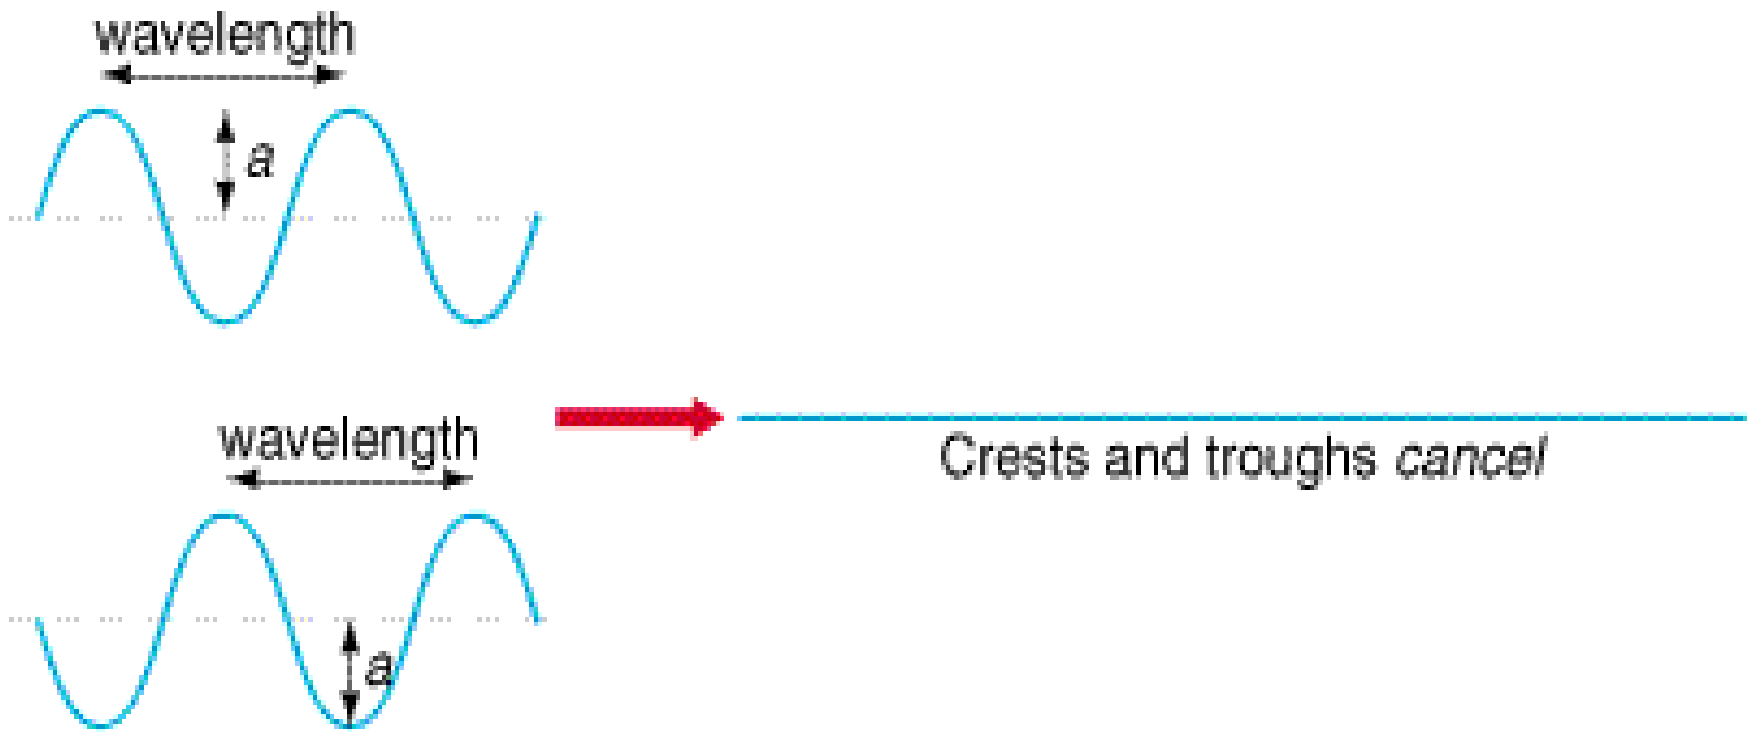 wavelength
a
wavelength
Crests and troughs cancel
a